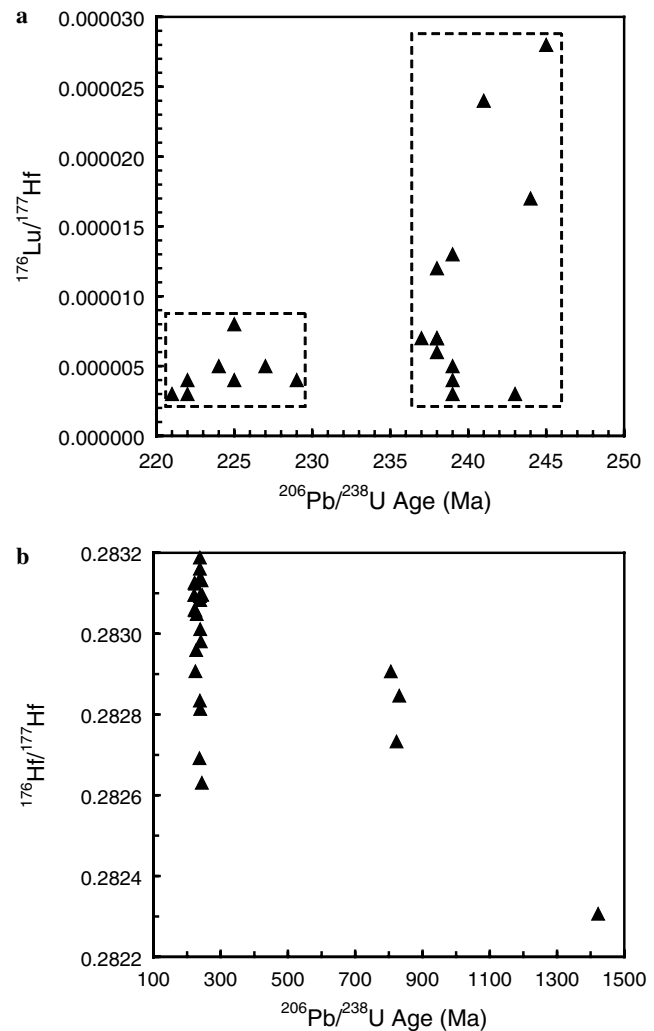 a
0.000030
0.000025
0.000020
0.000015
0.000010
0.000005
0.000000
¹⁷⁶Lu/¹⁷⁷Hf
220 225 230 235 240 245 250
²⁰⁶Pb/²³⁸U Age (Ma)
b
0.2832
0.2830
0.2828
0.2826
0.2824
0.2822
¹⁷⁶Hf/¹⁷⁷Hf
100 300 500 700 900 1100 1300 1500
²⁰⁶Pb/²³⁸U Age (Ma)